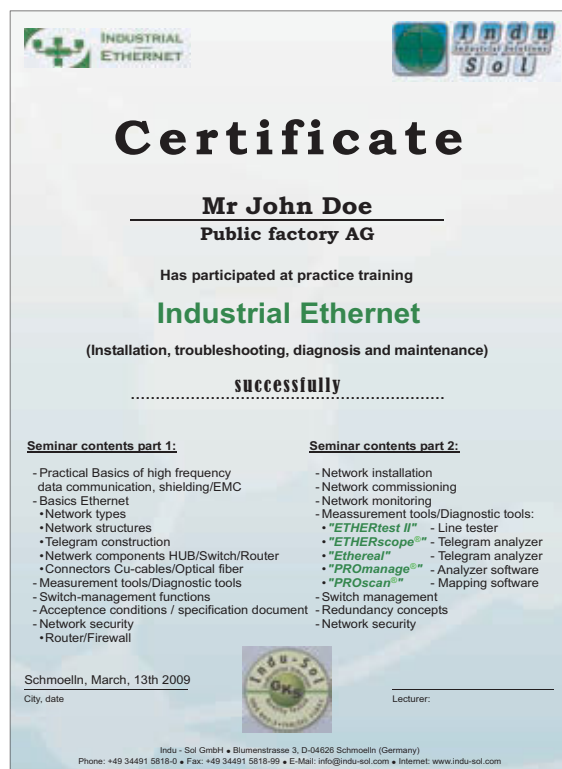 INDUSTRIAL
ETHERNET
Indu
Industrial Solutions
Sol
Certificate
Mr John Doe
Public factory AG
Has participated at practice training
Industrial Ethernet
(Installation, troubleshooting, diagnosis and maintenance)
successfully
Seminar contents part 1:
- Practical Basics of high frequency
data communication, shielding/EMC
- Basics Ethernet
• Network types
• Network structures
• Telegram construction
• Netwerk components HUB/Switch/Router
• Connectors Cu-cables/Optical fiber
- Measurement tools/Diagnostic tools
- Switch-management functions
- Acceptence conditions / specification document
- Network security
• Router/Firewall
Seminar contents part 2:
- Network installation
- Network commissioning
- Network monitoring
- Meassurment tools/Diagnostic tools:
• "ETHERtest II" - Line tester
• "ETHERscope®" - Telegram analyzer
• "Ethereal" - Telegram analyzer
• "PROmanage®" - Analyzer software
• "PROscan®" - Mapping software
- Switch management
- Redundancy concepts
- Network security
Schmoelln, March, 13th 2009
City, date
Indu-Sol
GKS
Lecturer:
Indu - Sol GmbH • Blumenstrasse 3, D-04626 Schmoelln (Germany)
Phone: +49 34491 5818-0 • Fax: +49 34491 5818-99 • E-Mail: info@indu-sol.com • Internet: www.indu-sol.com